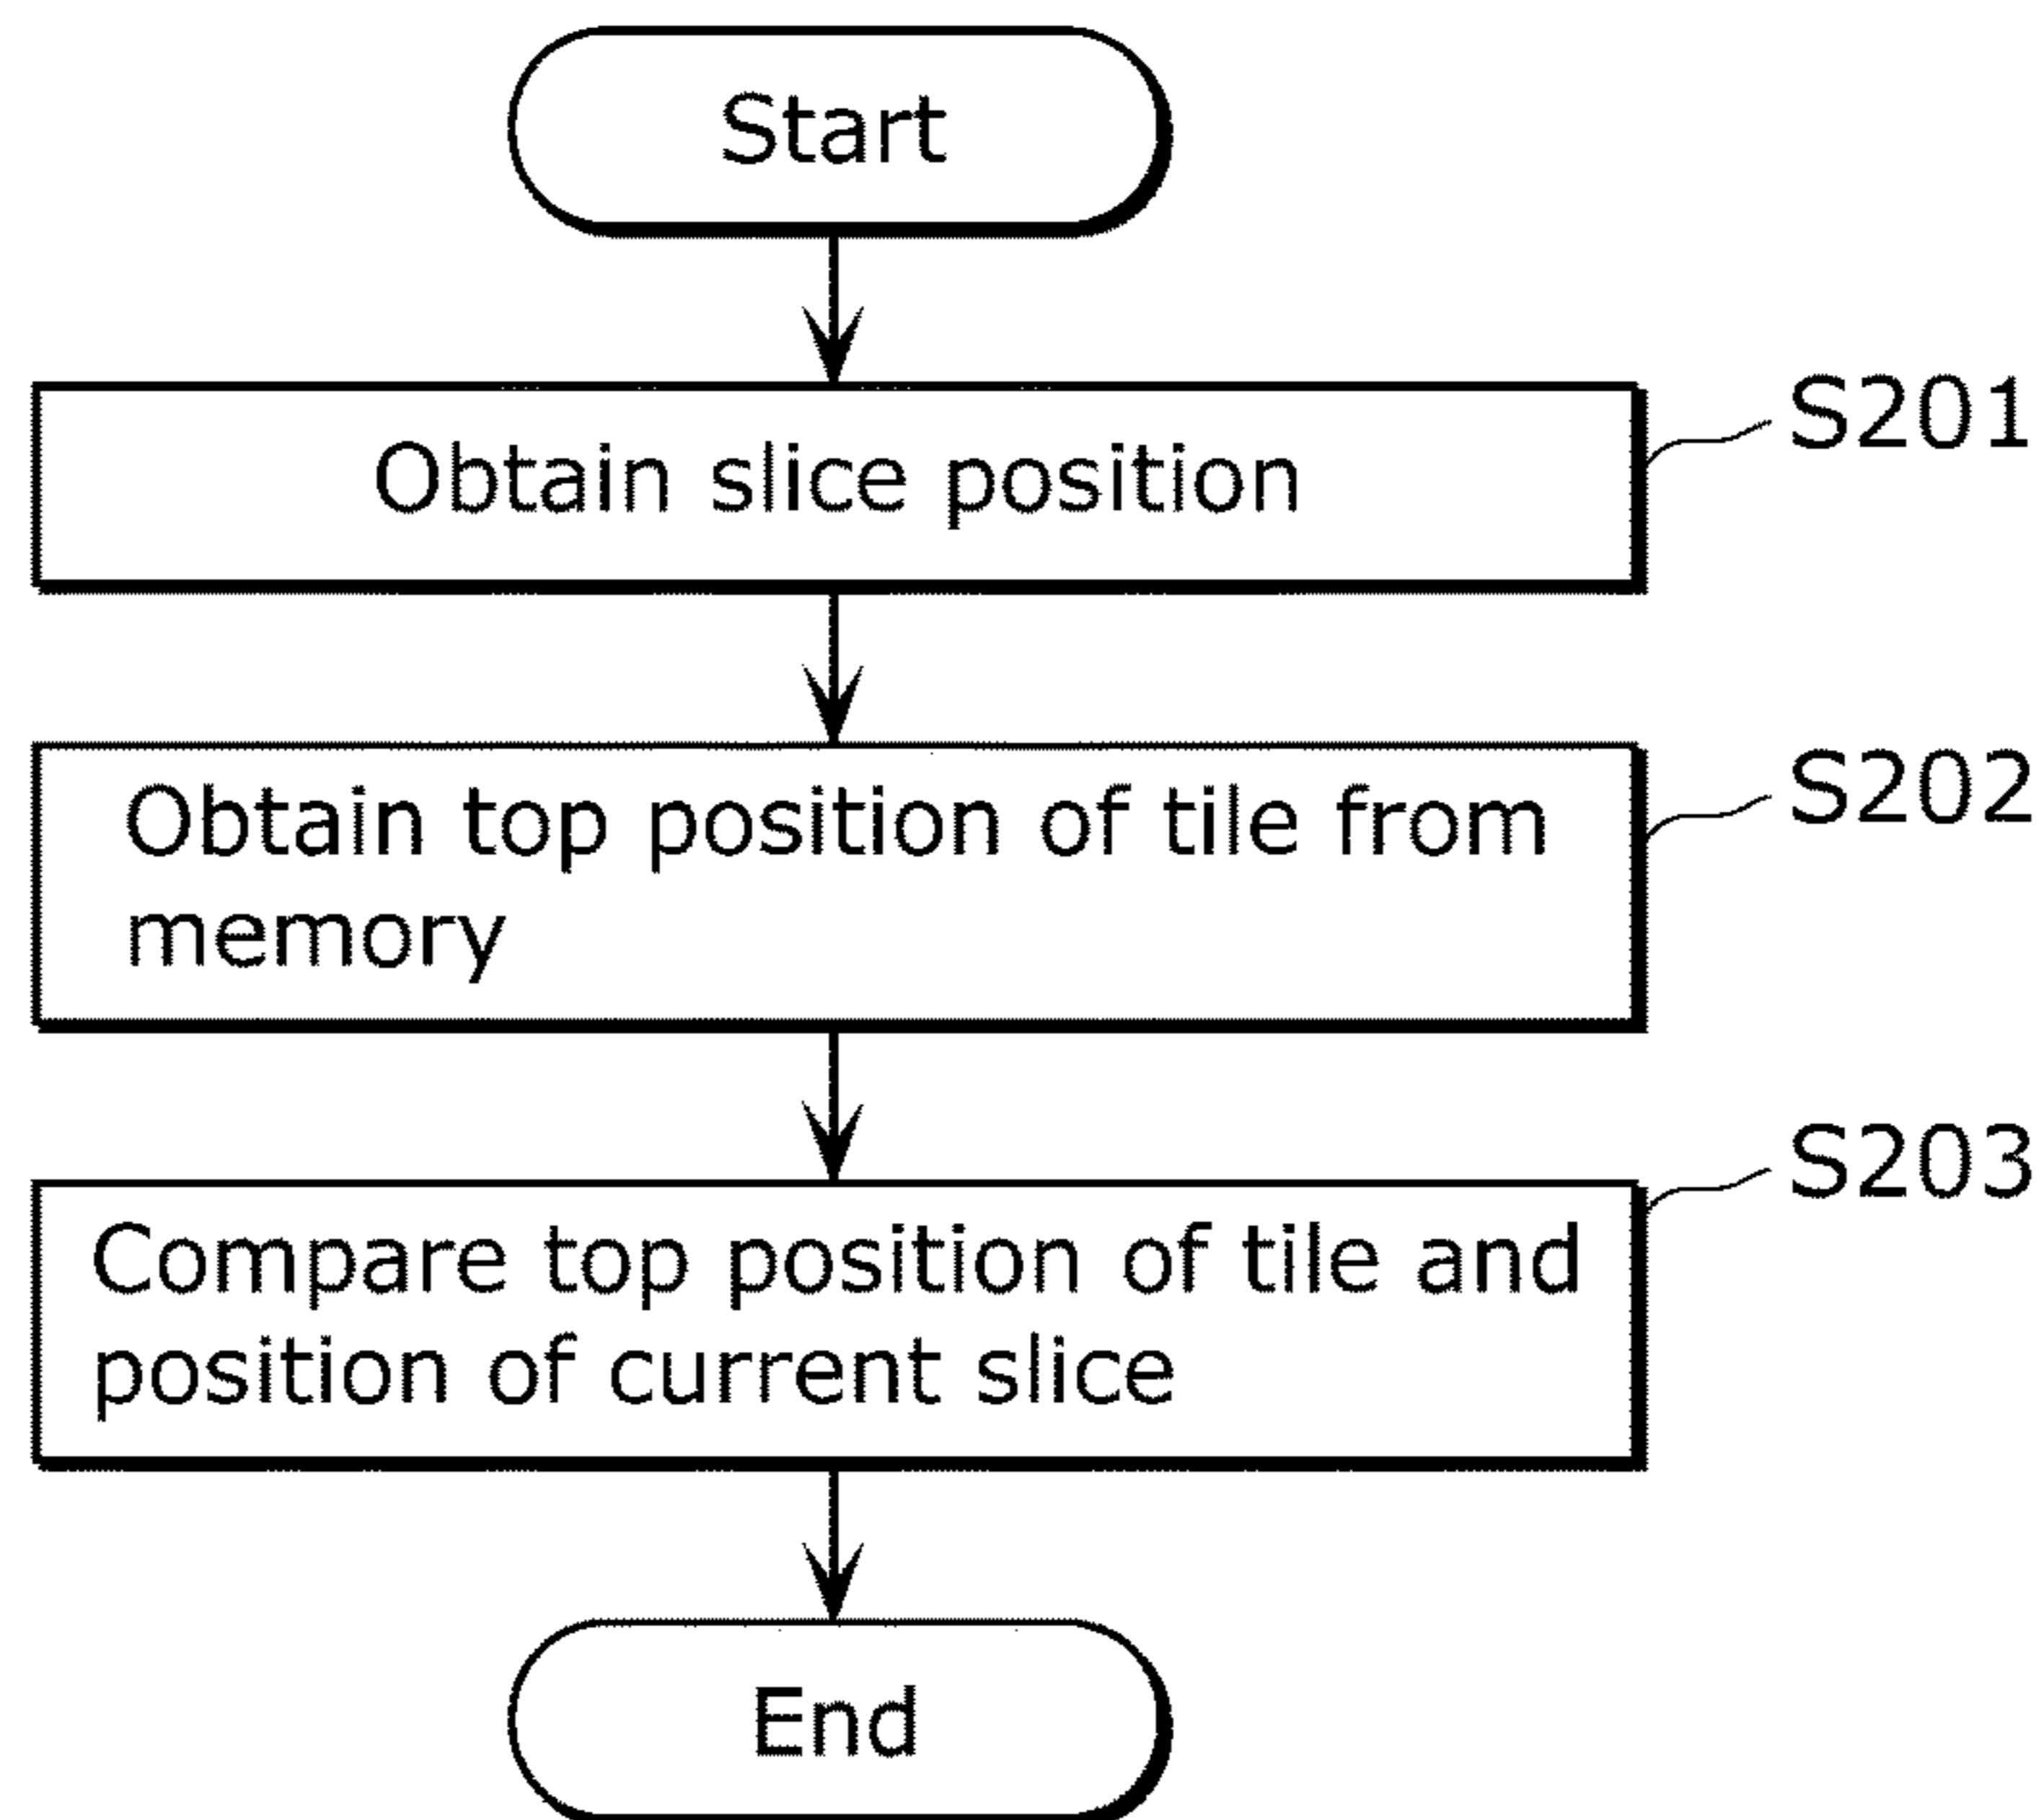 Start
Obtain slice position
S201
Obtain top position of tile from
memory
S202
Compare top position of tile and
position of current slice
S203
End